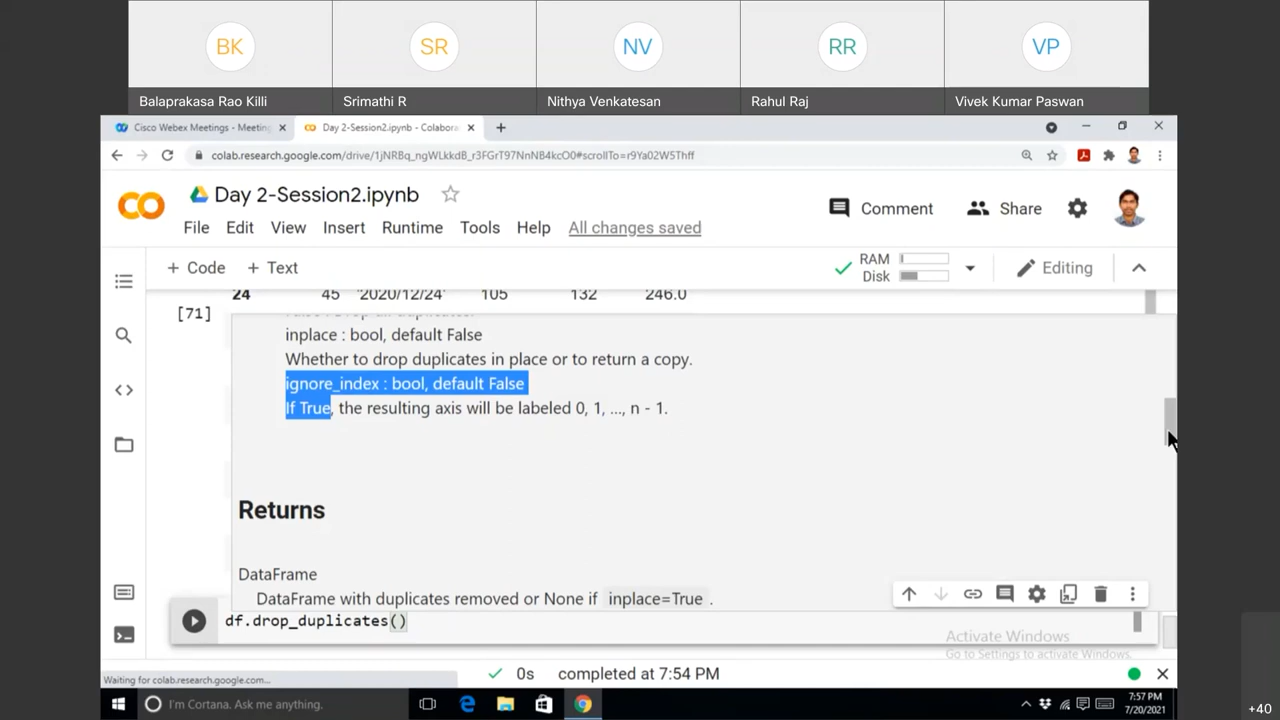 BK
SR
NV
RR
VP
Balaprakasa Rao Killi
Srimathi R
Nithya Venkatesan
Rahul Raj
Vivek Kumar Paswan
Cisco Webex Meetings - Meetin
Day 2-Session2.ipynb - Colabora
colab.research.google.com/drive/1jNRBq_ngWLkkdB_r3FGrT97NnNB4kcO0#scrollTo=r9Ya02W5Thff
Day 2-Session2.ipynb
Comment
Share
File Edit View Insert Runtime Tools Help All changes saved
+ Code + Text
RAM
Disk
Editing
24 45 '2020/12/24' 105 132 246.0
[71]
inplace : bool, default False
Whether to drop duplicates in place or to return a copy.
ignore_index : bool, default False
If True, the resulting axis will be labeled 0, 1, …, n - 1.
Returns
DataFrame
DataFrame with duplicates removed or None if inplace=True .
df.drop_duplicates()
Activate Windows
Go to Settings to activate Windows.
0s completed at 7:54 PM
Waiting for colab.research.google.com...
I'm Cortana. Ask me anything.
7:57 PM
7/20/2021
+40